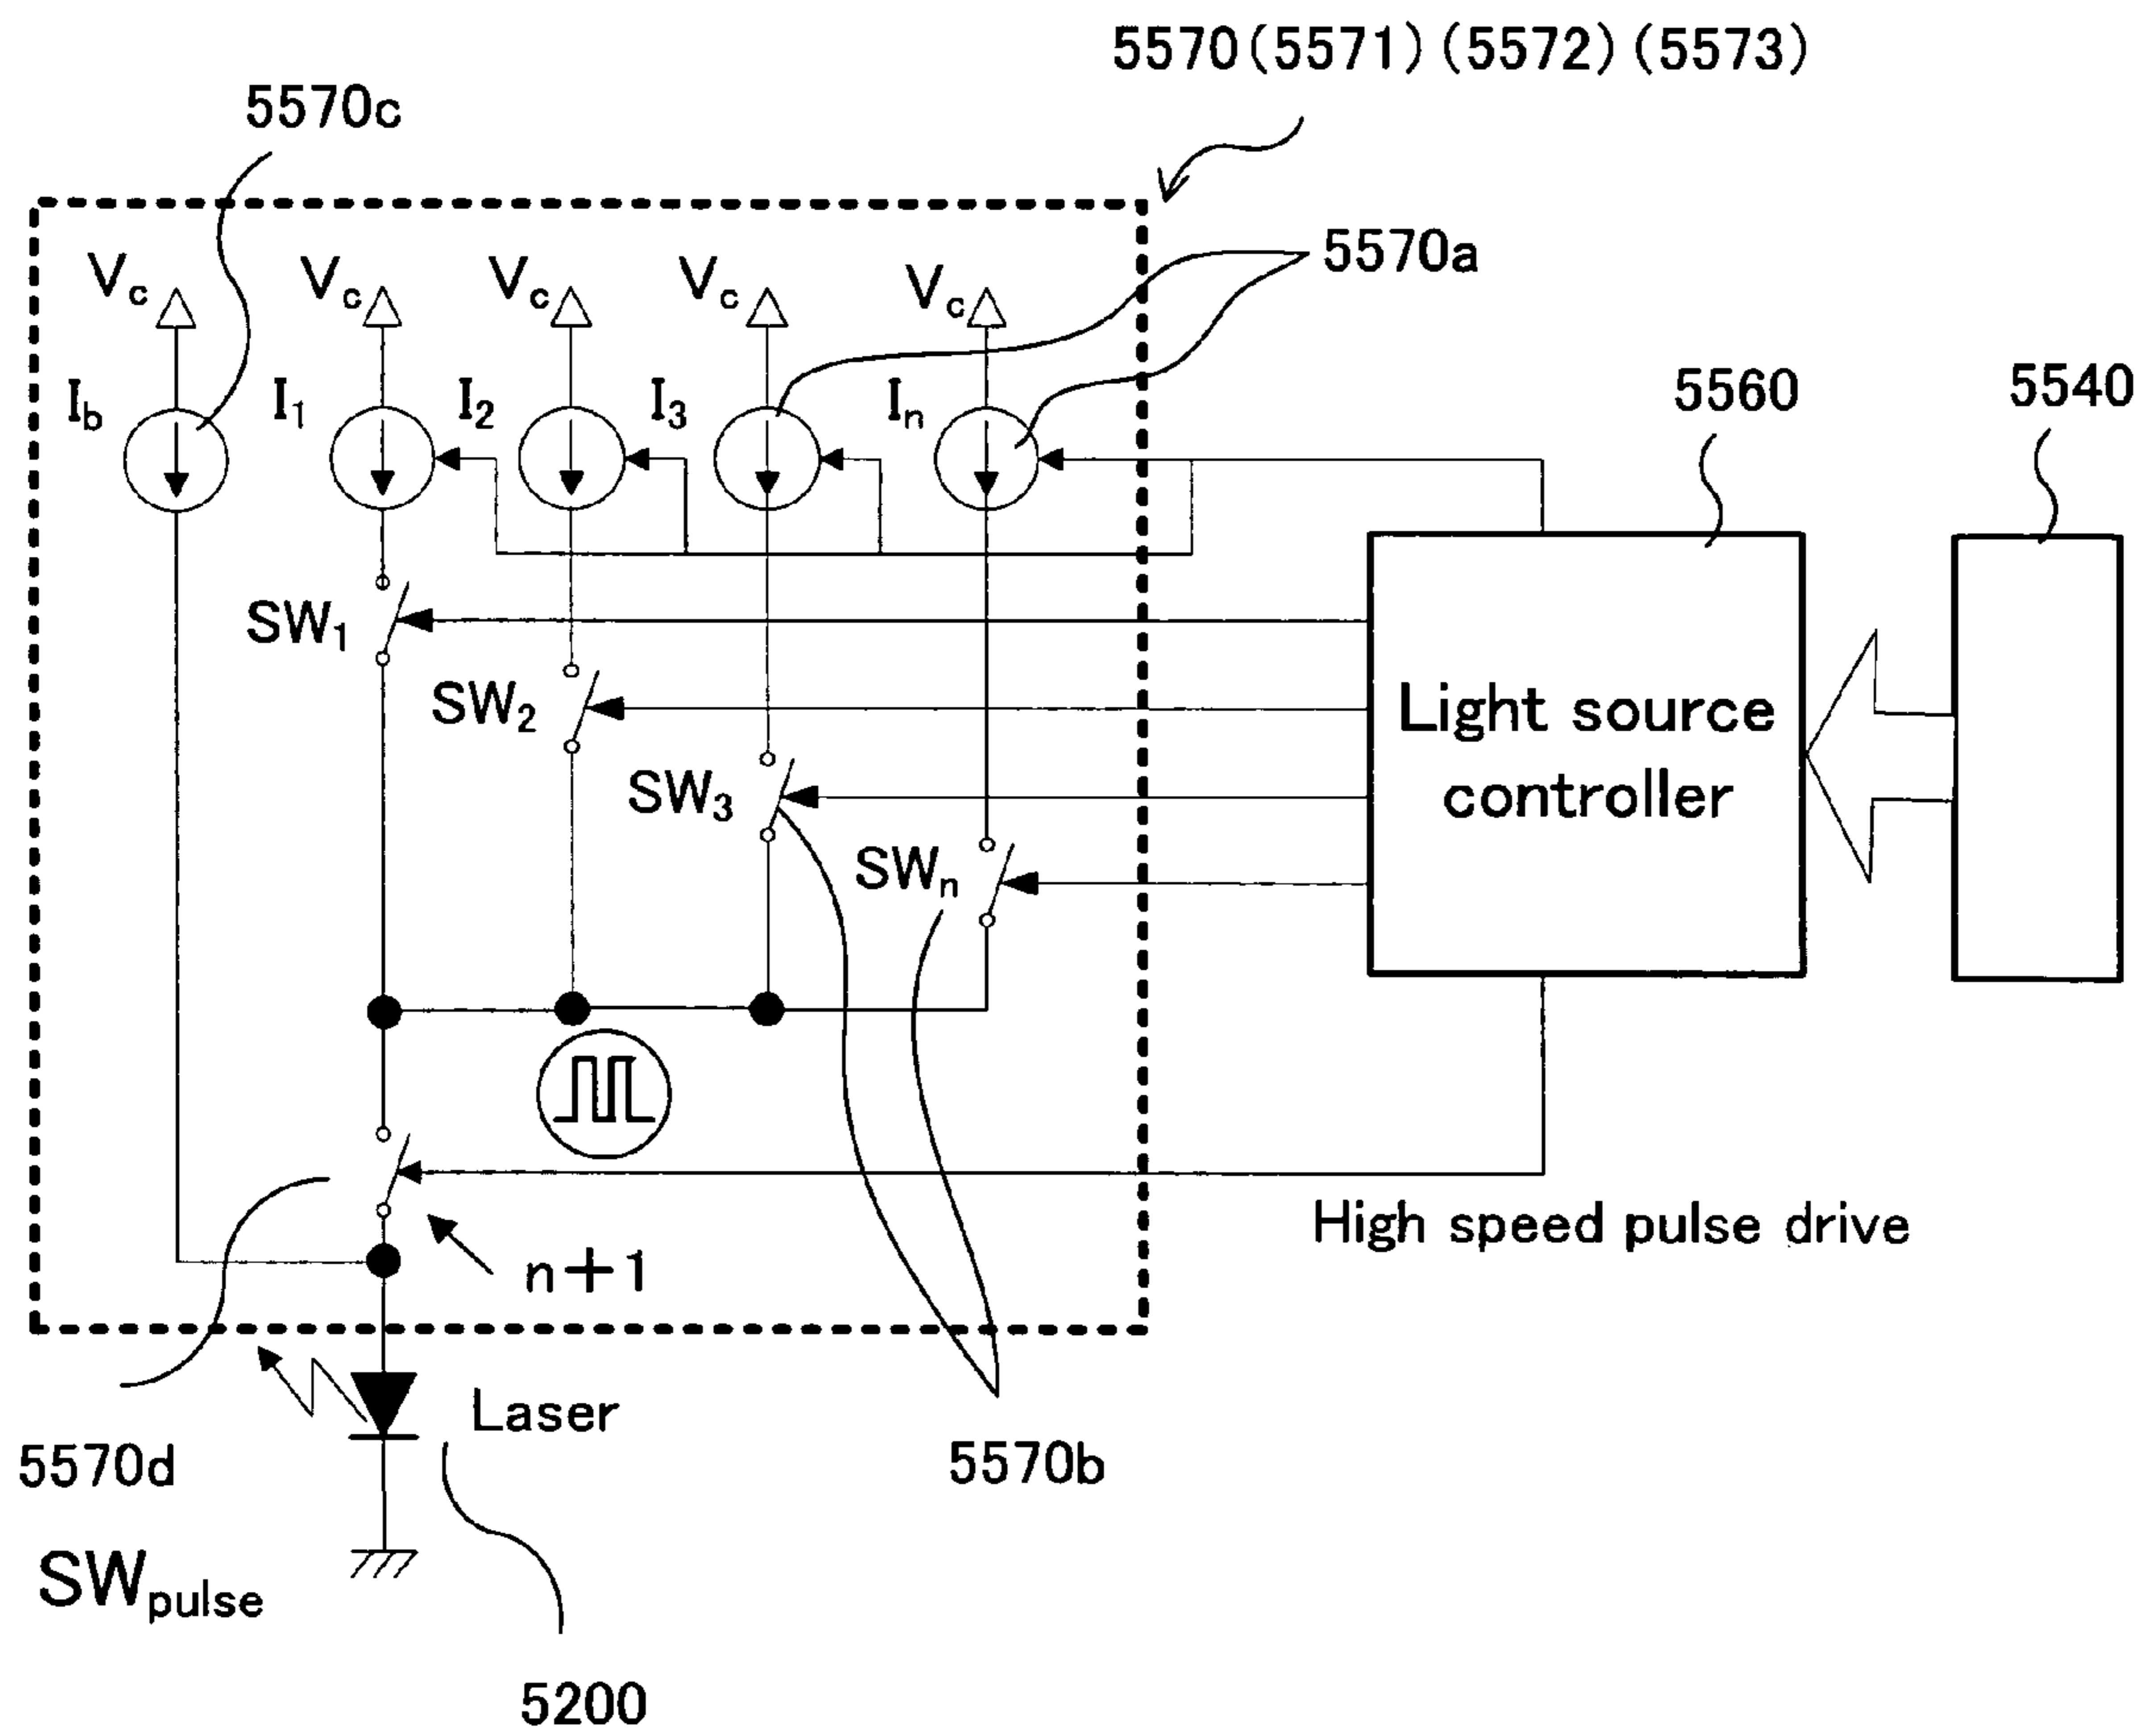 5570(5571)(5572)(5573)
5570c
5570a
Vc Vc Vc Vc Vc
5560 5540
Ib I1 I2 I3 In
SW1
SW2
SW3
SWn
Light source
controller
High speed pulse drive
n+1
Laser
5570d
5570b
SWpulse
5200